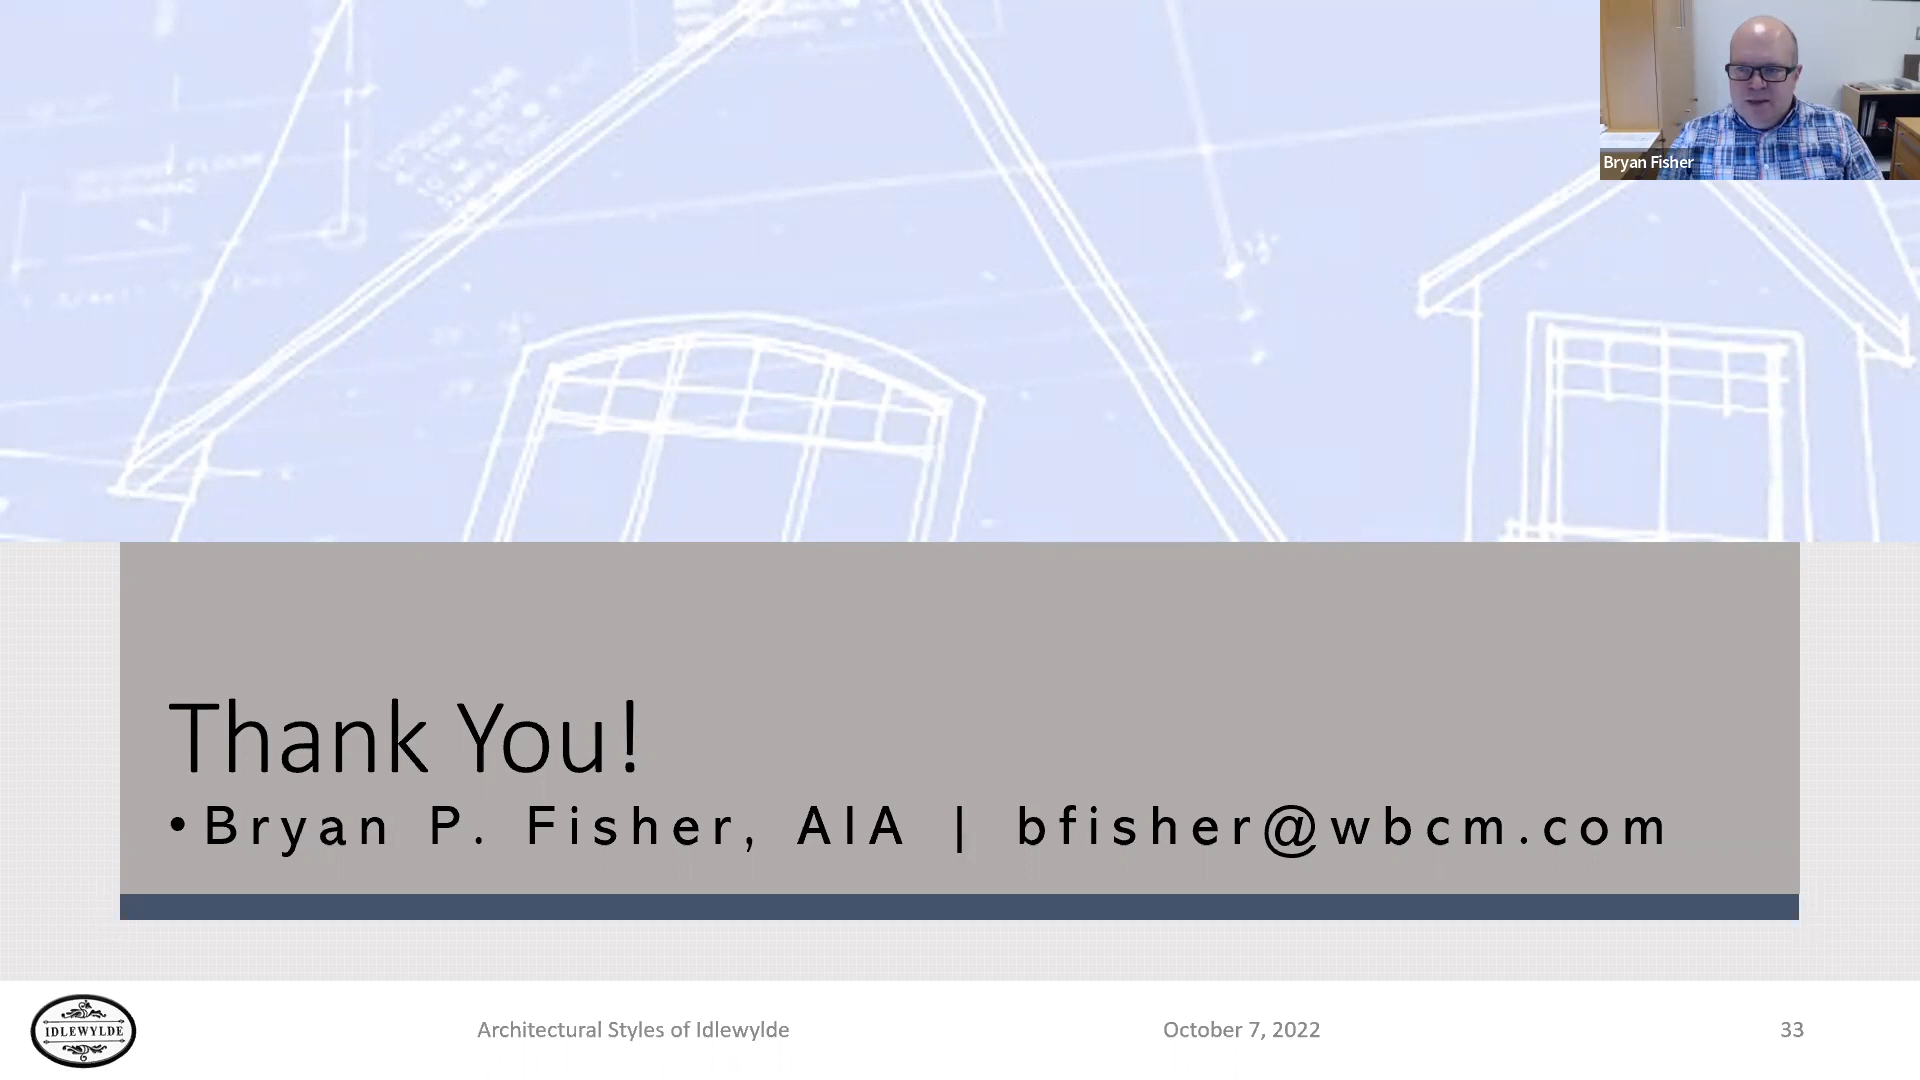 Bryan Fisher
Thank You!
• Bryan P. Fisher, AIA | bfisher@wbcm.com
IDLEWYLDE
Architectural Styles of Idlewylde
October 7, 2022
33